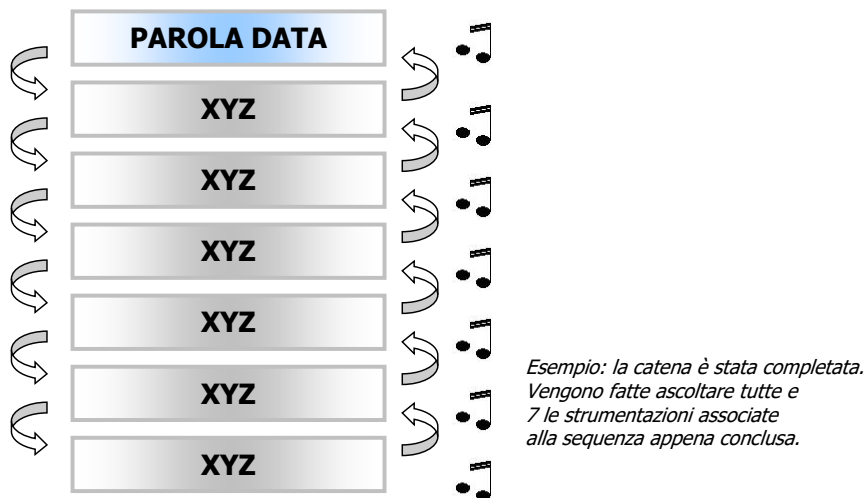 PAROLA DATA
XYZ
XYZ
XYZ
XYZ
XYZ
XYZ
Esempio: la catena è stata completata.
Vengono fatte ascoltare tutte e
7 le strumentazioni associate
alla sequenza appena conclusa.